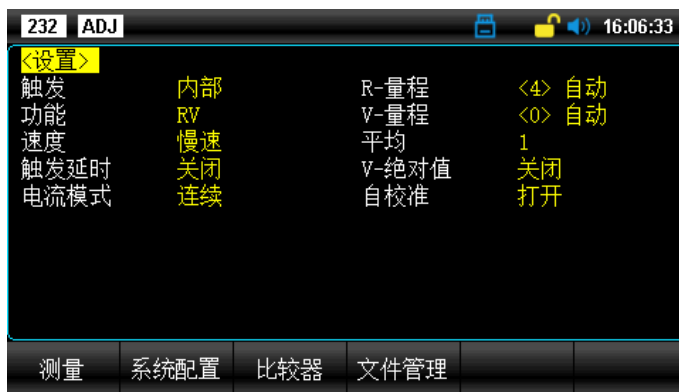 232 ADJ 16:06:33
<设置>
触发 内部 R-量程 <4> 自动
功能 RV V-量程 <0> 自动
速度 慢速 平均 1
触发延时 关闭 V-绝对值 关闭
电流模式 连续 自校准 打开
测量 系统配置 比较器 文件管理